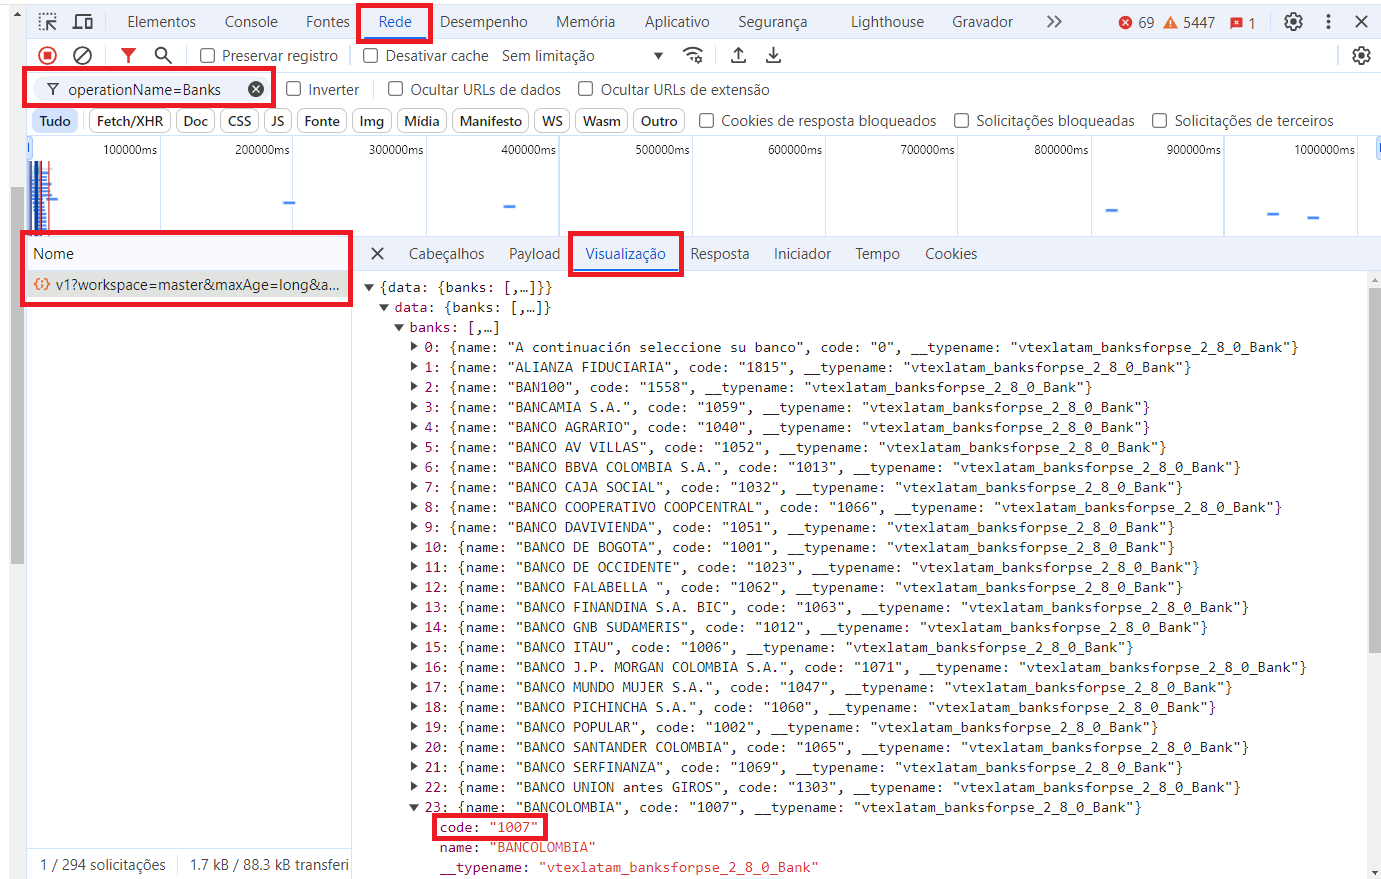 Elementos Console Fontes Rede Desempenho Memória Aplicativo Segurança Lighthouse Gravador 69 5447 1
Preservar registro Desativar cache Sem limitação
operationName=Banks Inverter Ocultar URLs de dados Ocultar URLs de extensão
Tudo Fetch/XHR Doc CSS JS Fonte Img Mídia Manifesto WS Wasm Outro Cookies de resposta bloqueados Solicitações bloqueadas Solicitações de terceiros
100000ms 200000ms 300000ms 400000ms 500000ms 600000ms 700000ms 800000ms 900000ms 1000000ms
Nome
v1?workspace=master&maxAge=long&a...
Cabeçalhos Payload Visualização Resposta Iniciador Tempo Cookies
{data: {banks: [,…]}}
data: {banks: [,…]}
banks: [,…]
0: {name: "A continuación seleccione su banco", code: "0", __typename: "vtexlatam_banksforpse_2_8_0_Bank"}
1: {name: "ALIANZA FIDUCIARIA", code: "1815", __typename: "vtexlatam_banksforpse_2_8_0_Bank"}
2: {name: "BAN100", code: "1558", __typename: "vtexlatam_banksforpse_2_8_0_Bank"}
3: {name: "BANCAMIA S.A.", code: "1059", __typename: "vtexlatam_banksforpse_2_8_0_Bank"}
4: {name: "BANCO AGRARIO", code: "1040", __typename: "vtexlatam_banksforpse_2_8_0_Bank"}
5: {name: "BANCO AV VILLAS", code: "1052", __typename: "vtexlatam_banksforpse_2_8_0_Bank"}
6: {name: "BANCO BBVA COLOMBIA S.A.", code: "1013", __typename: "vtexlatam_banksforpse_2_8_0_Bank"}
7: {name: "BANCO CAJA SOCIAL", code: "1032", __typename: "vtexlatam_banksforpse_2_8_0_Bank"}
8: {name: "BANCO COOPERATIVO COOPCENTRAL", code: "1066", __typename: "vtexlatam_banksforpse_2_8_0_Bank"}
9: {name: "BANCO DAVIVIENDA", code: "1051", __typename: "vtexlatam_banksforpse_2_8_0_Bank"}
10: {name: "BANCO DE BOGOTA", code: "1001", __typename: "vtexlatam_banksforpse_2_8_0_Bank"}
11: {name: "BANCO DE OCCIDENTE", code: "1023", __typename: "vtexlatam_banksforpse_2_8_0_Bank"}
12: {name: "BANCO FALABELLA ", code: "1062", __typename: "vtexlatam_banksforpse_2_8_0_Bank"}
13: {name: "BANCO FINANDINA S.A. BIC", code: "1063", __typename: "vtexlatam_banksforpse_2_8_0_Bank"}
14: {name: "BANCO GNB SUDAMERIS", code: "1012", __typename: "vtexlatam_banksforpse_2_8_0_Bank"}
15: {name: "BANCO ITAU", code: "1006", __typename: "vtexlatam_banksforpse_2_8_0_Bank"}
16: {name: "BANCO J.P. MORGAN COLOMBIA S.A.", code: "1071", __typename: "vtexlatam_banksforpse_2_8_0_Bank"}
17: {name: "BANCO MUNDO MUJER S.A.", code: "1047", __typename: "vtexlatam_banksforpse_2_8_0_Bank"}
18: {name: "BANCO PICHINCHA S.A.", code: "1060", __typename: "vtexlatam_banksforpse_2_8_0_Bank"}
19: {name: "BANCO POPULAR", code: "1002", __typename: "vtexlatam_banksforpse_2_8_0_Bank"}
20: {name: "BANCO SANTANDER COLOMBIA", code: "1065", __typename: "vtexlatam_banksforpse_2_8_0_Bank"}
21: {name: "BANCO SERFINANZA", code: "1069", __typename: "vtexlatam_banksforpse_2_8_0_Bank"}
22: {name: "BANCO UNION antes GIROS", code: "1303", __typename: "vtexlatam_banksforpse_2_8_0_Bank"}
23: {name: "BANCOLOMBIA", code: "1007", __typename: "vtexlatam_banksforpse_2_8_0_Bank"}
code: "1007"
name: "BANCOLOMBIA"
__typename: "vtexlatam_banksforpse_2_8_0_Bank"
1 / 294 solicitações 1.7 kB / 88.3 kB transferi